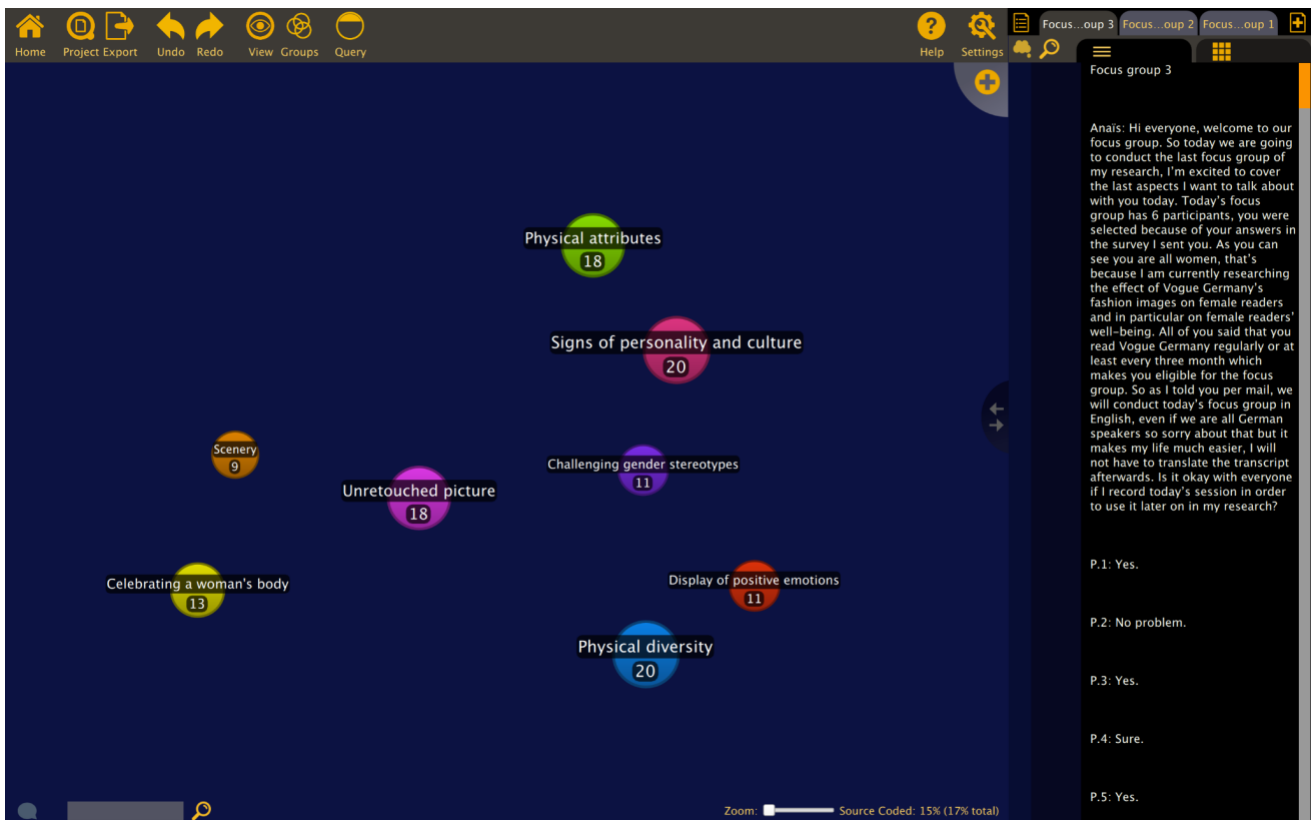 Home
Project Export
Undo
Redo
View Groups
Query
Help
Settings
Focus...oup 3
Focus...oup 2
Focus...oup 1
Physical attributes
18
Signs of personality and culture
20
Scenery
9
Challenging gender stereotypes
11
Unretouched picture
18
Celebrating a woman's body
13
Display of positive emotions
11
Physical diversity
20
Zoom:
Source Coded: 15% (17% total)
Focus group 3
Anaïs: Hi everyone, welcome to our
focus group. So today we are going
to conduct the last focus group of
my research, I'm excited to cover
the last aspects I want to talk about
with you today. Today's focus
group has 6 participants, you were
selected because of your answers in
the survey I sent you. As you can
see you are all women, that's
because I am currently researching
the effect of Vogue Germany's
fashion images on female readers
and in particular on female readers'
well-being. All of you said that you
read Vogue Germany regularly or at
least every three month which
makes you eligible for the focus
group. So as I told you per mail, we
will conduct today's focus group in
English, even if we are all German
speakers so sorry about that but it
makes my life much easier, I will
not have to translate the transcript
afterwards. Is it okay with everyone
if I record today's session in order
to use it later on in my research?
P.1: Yes.
P.2: No problem.
P.3: Yes.
P.4: Sure.
P.5: Yes.